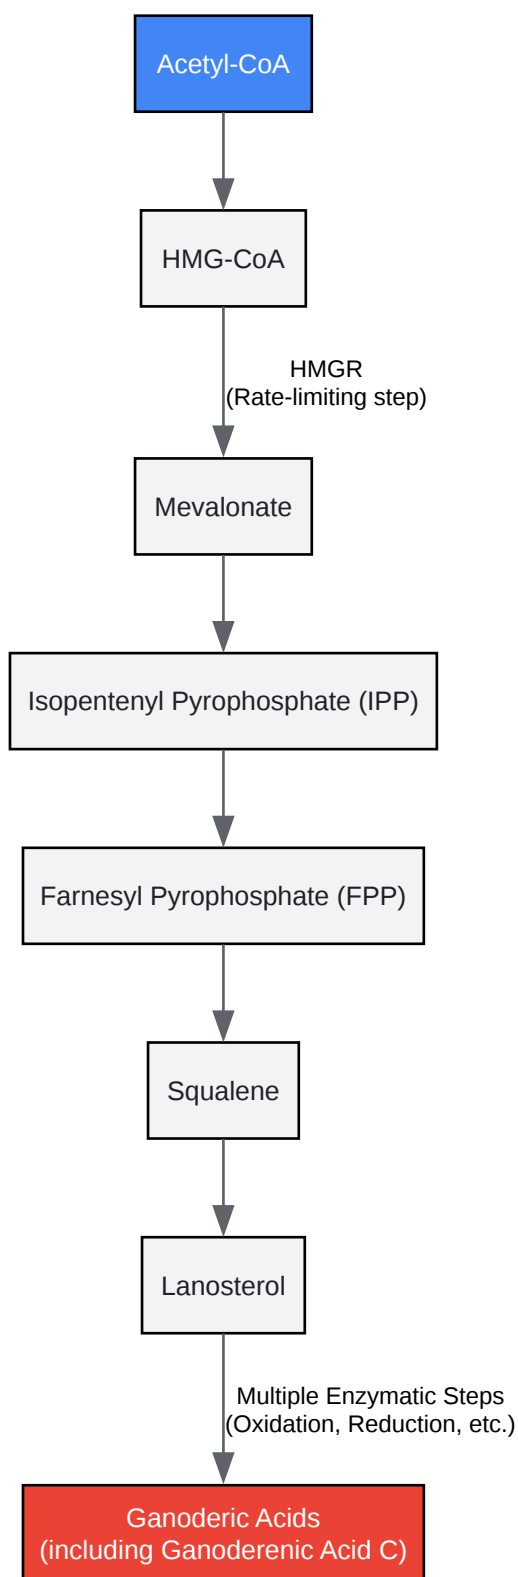 Acetyl-CoA
HMG-CoA
HMGR
(Rate-limiting step)
Mevalonate
Isopentenyl Pyrophosphate (IPP)
Farnesyl Pyrophosphate (FPP)
Squalene
Lanosterol
Multiple Enzymatic Steps
(Oxidation, Reduction, etc.)
Ganoderic Acids
(including Ganoderenic Acid C)